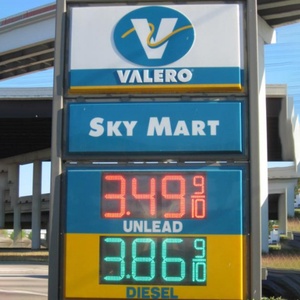 VALERO
SKY MART
3.49 9/10
UNLEAD
3.86 9/10
DIESEL